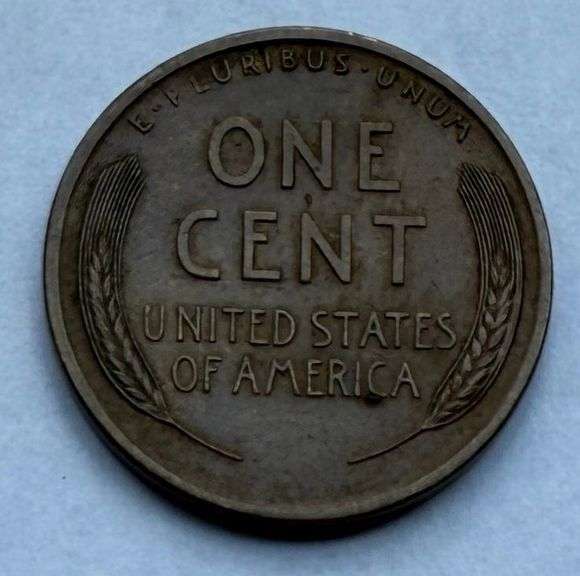 E·PLURIBUS·UNUM
ONE
CENT
UNITED STATES
OF AMERICA